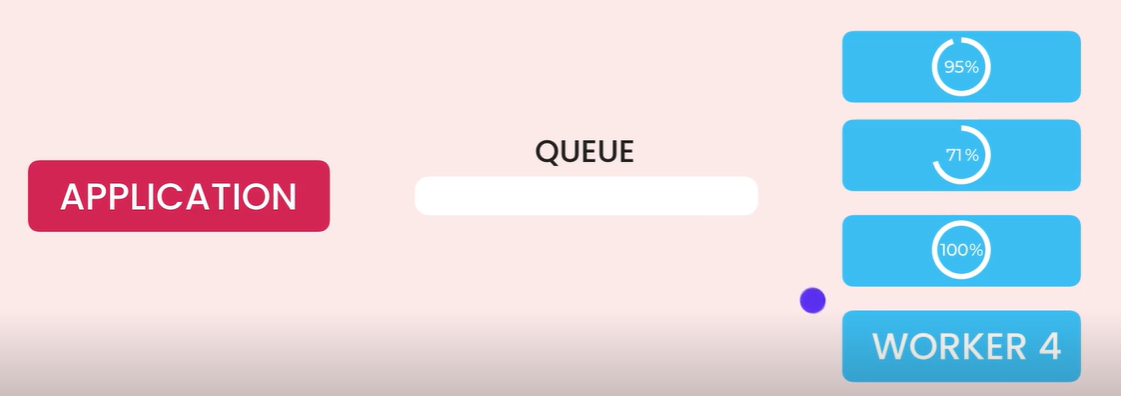 95%
71%
QUEUE
APPLICATION
100%
WORKER 4